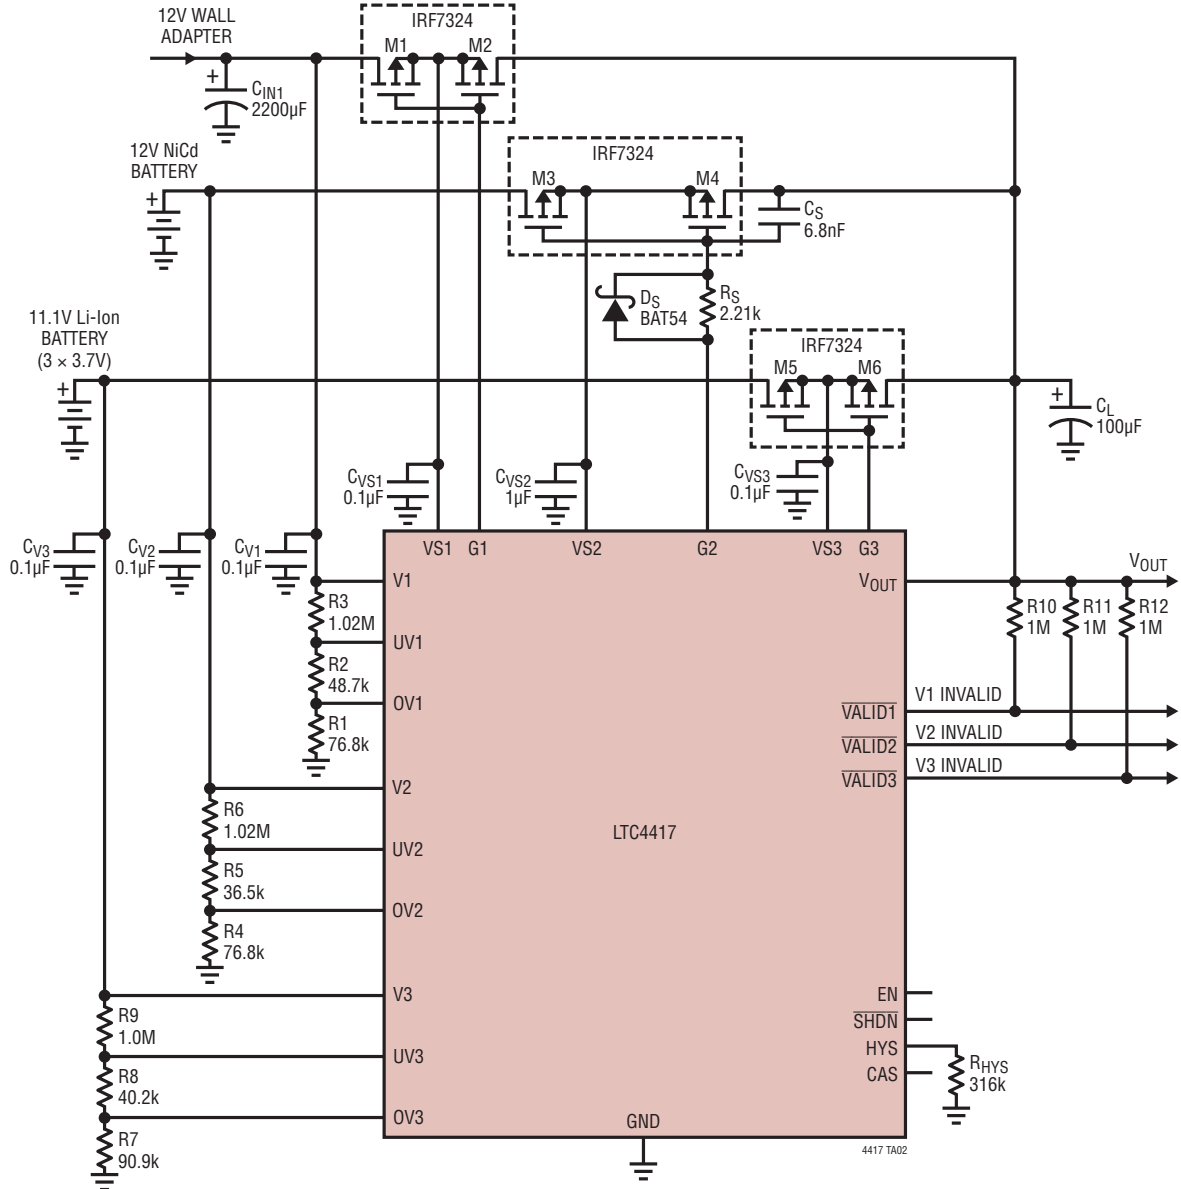 12V WALL
ADAPTER
IRF7324
M1
M2
+
CIN1
2200µF
12V NiCd
BATTERY
IRF7324
M3
M4
+
CS
6.8nF
DS
BAT54
RS
2.21k
11.1V Li-Ion
BATTERY
(3 × 3.7V)
IRF7324
M5
M6
+
+
CL
100µF
CVS1
0.1µF
CVS2
1µF
CVS3
0.1µF
CV3
0.1µF
CV2
0.1µF
CV1
0.1µF
VS1
G1
VS2
G2
VS3
G3
V1
VOUT
VOUT
R3
1.02M
R10
1M
R11
1M
R12
1M
UV1
R2
48.7k
OV1
R1
76.8k
VALID1
V1 INVALID
VALID2
V2 INVALID
VALID3
V3 INVALID
V2
R6
1.02M
LTC4417
UV2
R5
36.5k
OV2
R4
76.8k
V3
EN
R9
1.0M
SHDN
UV3
HYS
RHYS
316k
R8
40.2k
CAS
OV3
GND
R7
90.9k
4417 TA02